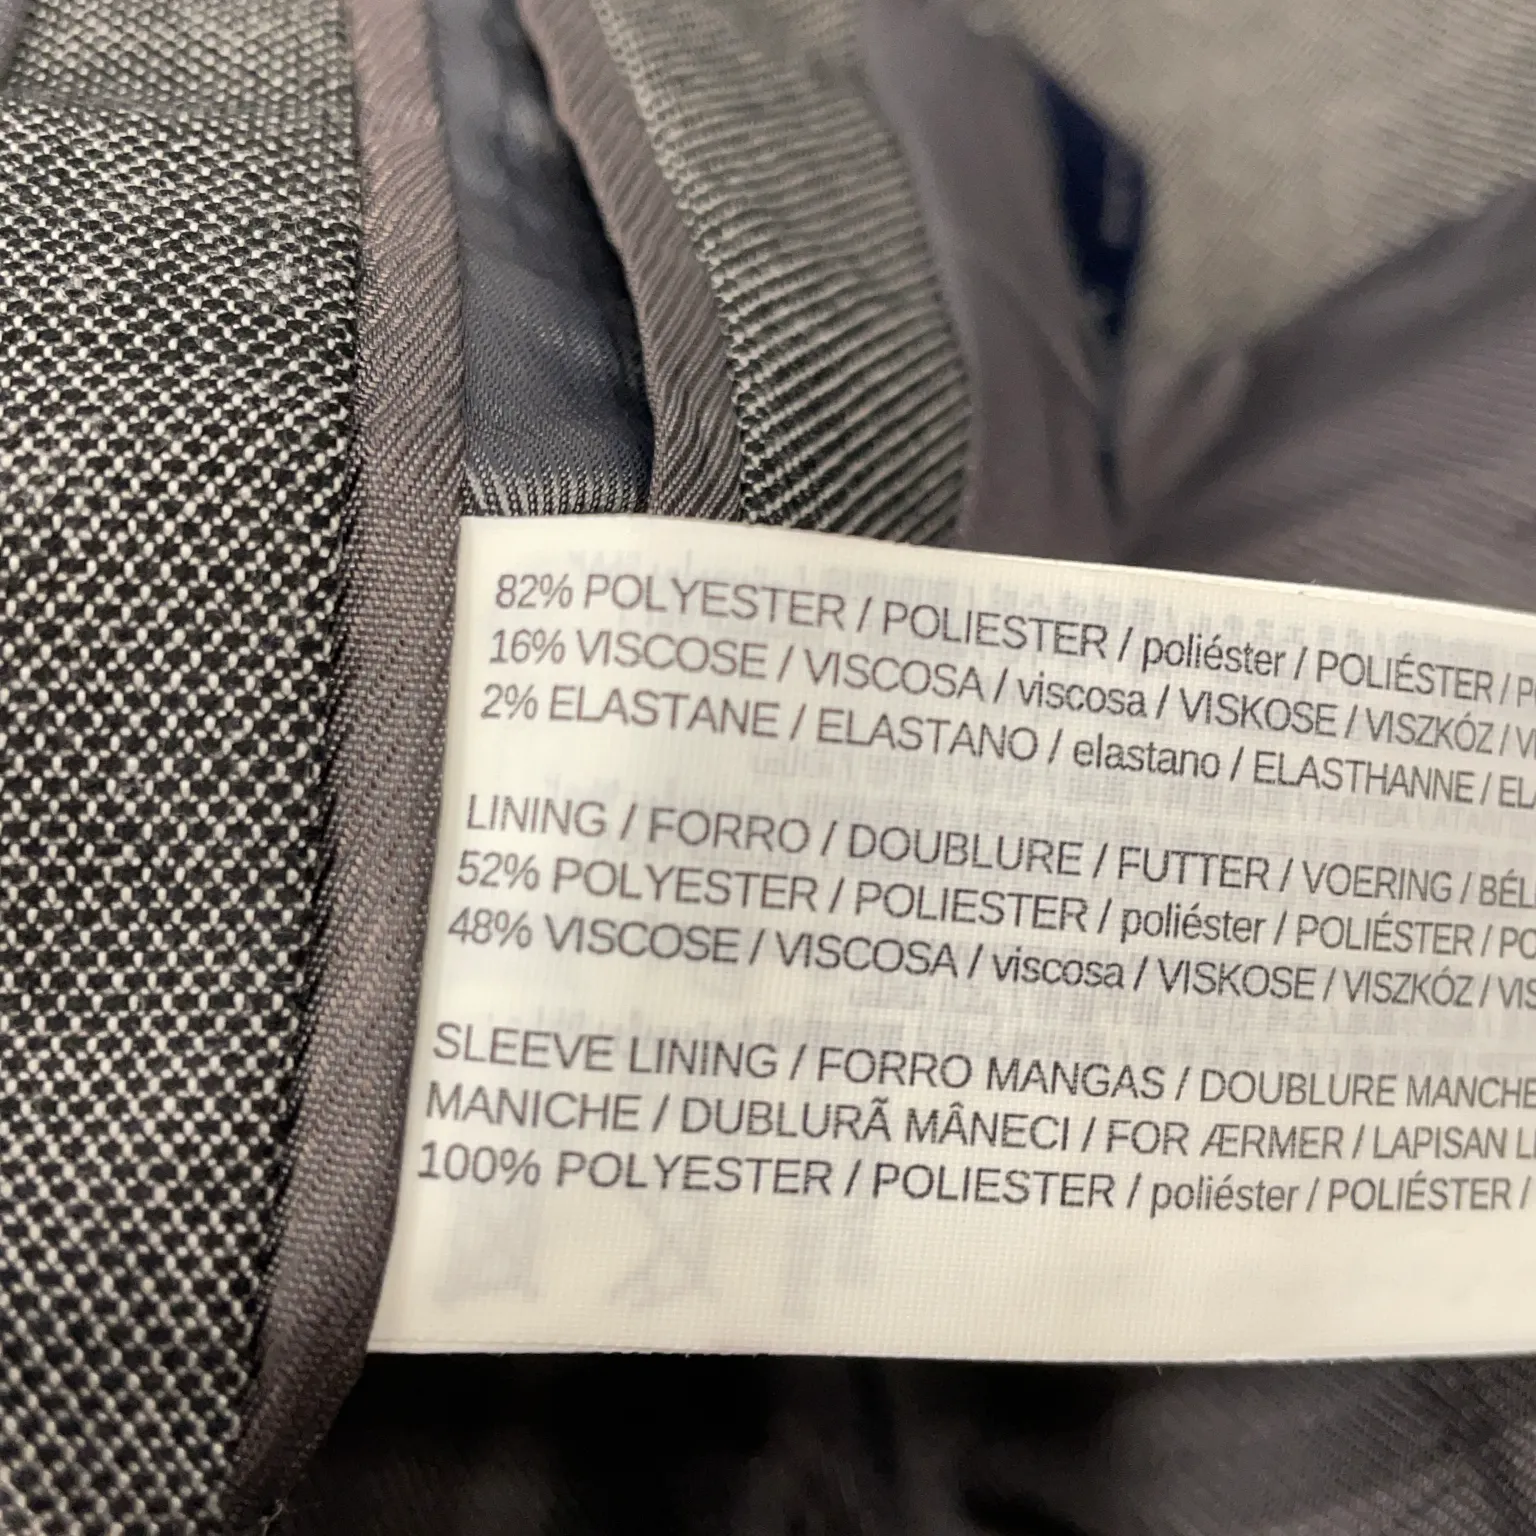 82% POLYESTER / POLIESTER / poliéster / POLIÉSTER /
16% VISCOSE / VISCOSA / viscosa / VISKOSE / VISZKÓZ /
2% ELASTANE / ELASTANO / elastano / ELASTHANNE /
LINING / FORRO / DOUBLURE / FUTTER / VOERING /
52% POLYESTER / POLIESTER / poliéster / POLIÉSTER /
48% VISCOSE / VISCOSA / viscosa / VISKOSE / VISZKÓZ /
SLEEVE LINING / FORRO MANGAS / DOUBLURE MANCHE
MANICHE / DUBLURÃ MÂNECI / FOR ÆRMER / LAPISAN
100% POLYESTER / POLIESTER / poliéster / POLIÉSTER /